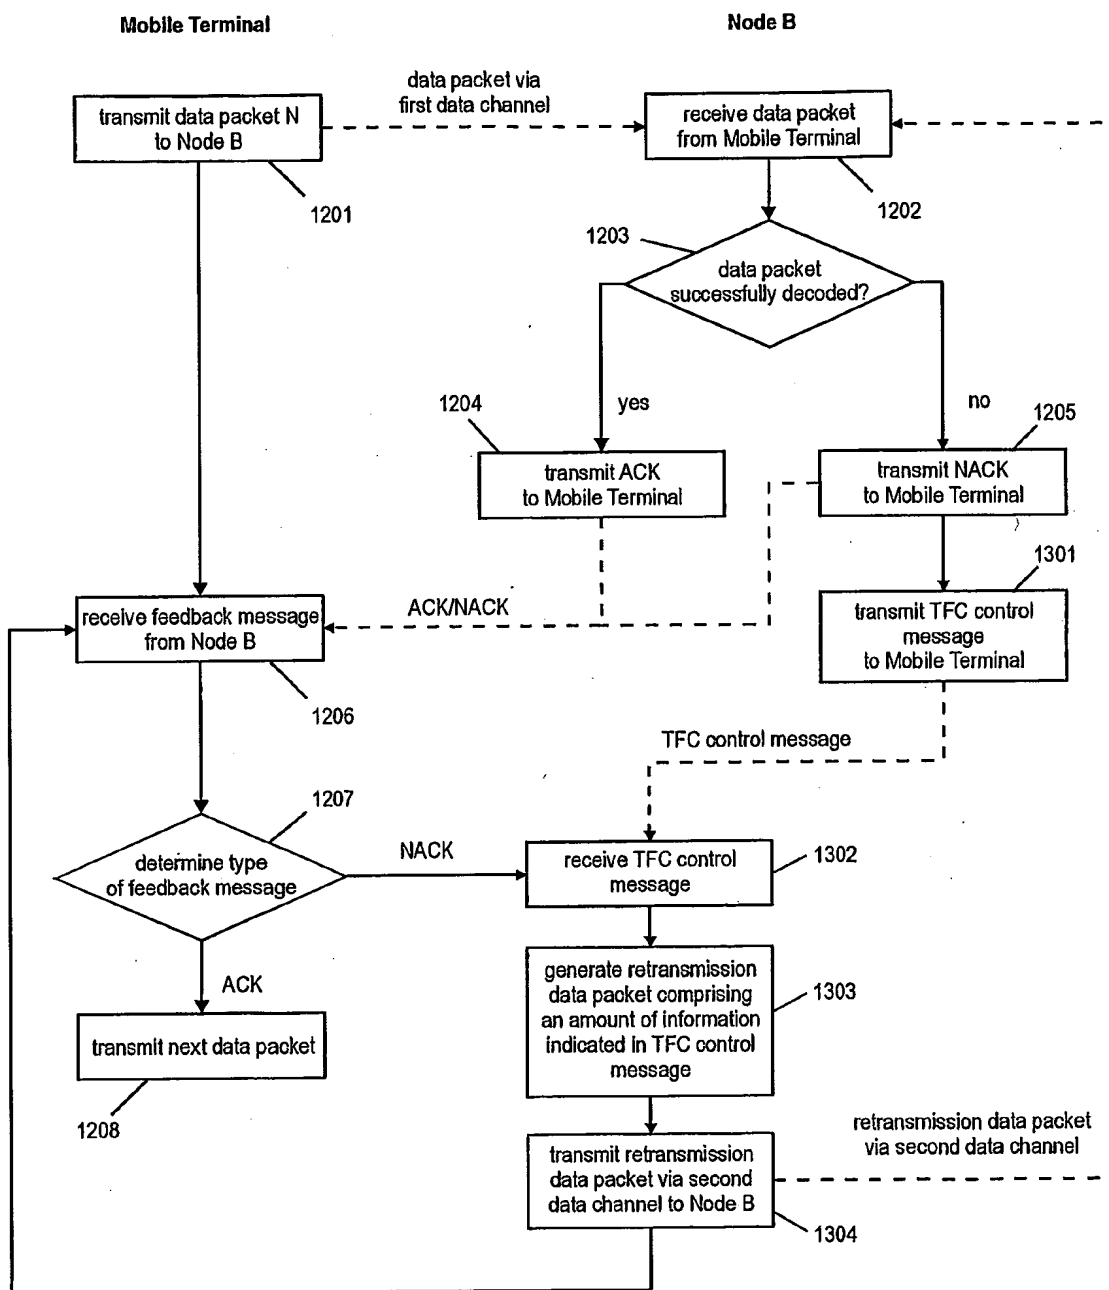 Mobile Terminal
Node B
data packet via
first data channel
transmit data packet N
to Node B
receive data packet
from Mobile Terminal
1201
1202
1203
data packet
successfully decoded?
1204
yes
no
1205
transmit ACK
to Mobile Terminal
transmit NACK
to Mobile Terminal
1301
receive feedback message
from Node B
ACK/NACK
transmit TFC control
message
to Mobile Terminal
1206
TFC control message
1207
determine type
of feedback message
NACK
receive TFC control
message
1302
ACK
generate retransmission
data packet comprising
an amount of information
indicated in TFC control
message
1303
transmit next data packet
1208
retransmission data packet
via second data channel
transmit retransmission
data packet via second
data channel to Node B
1304